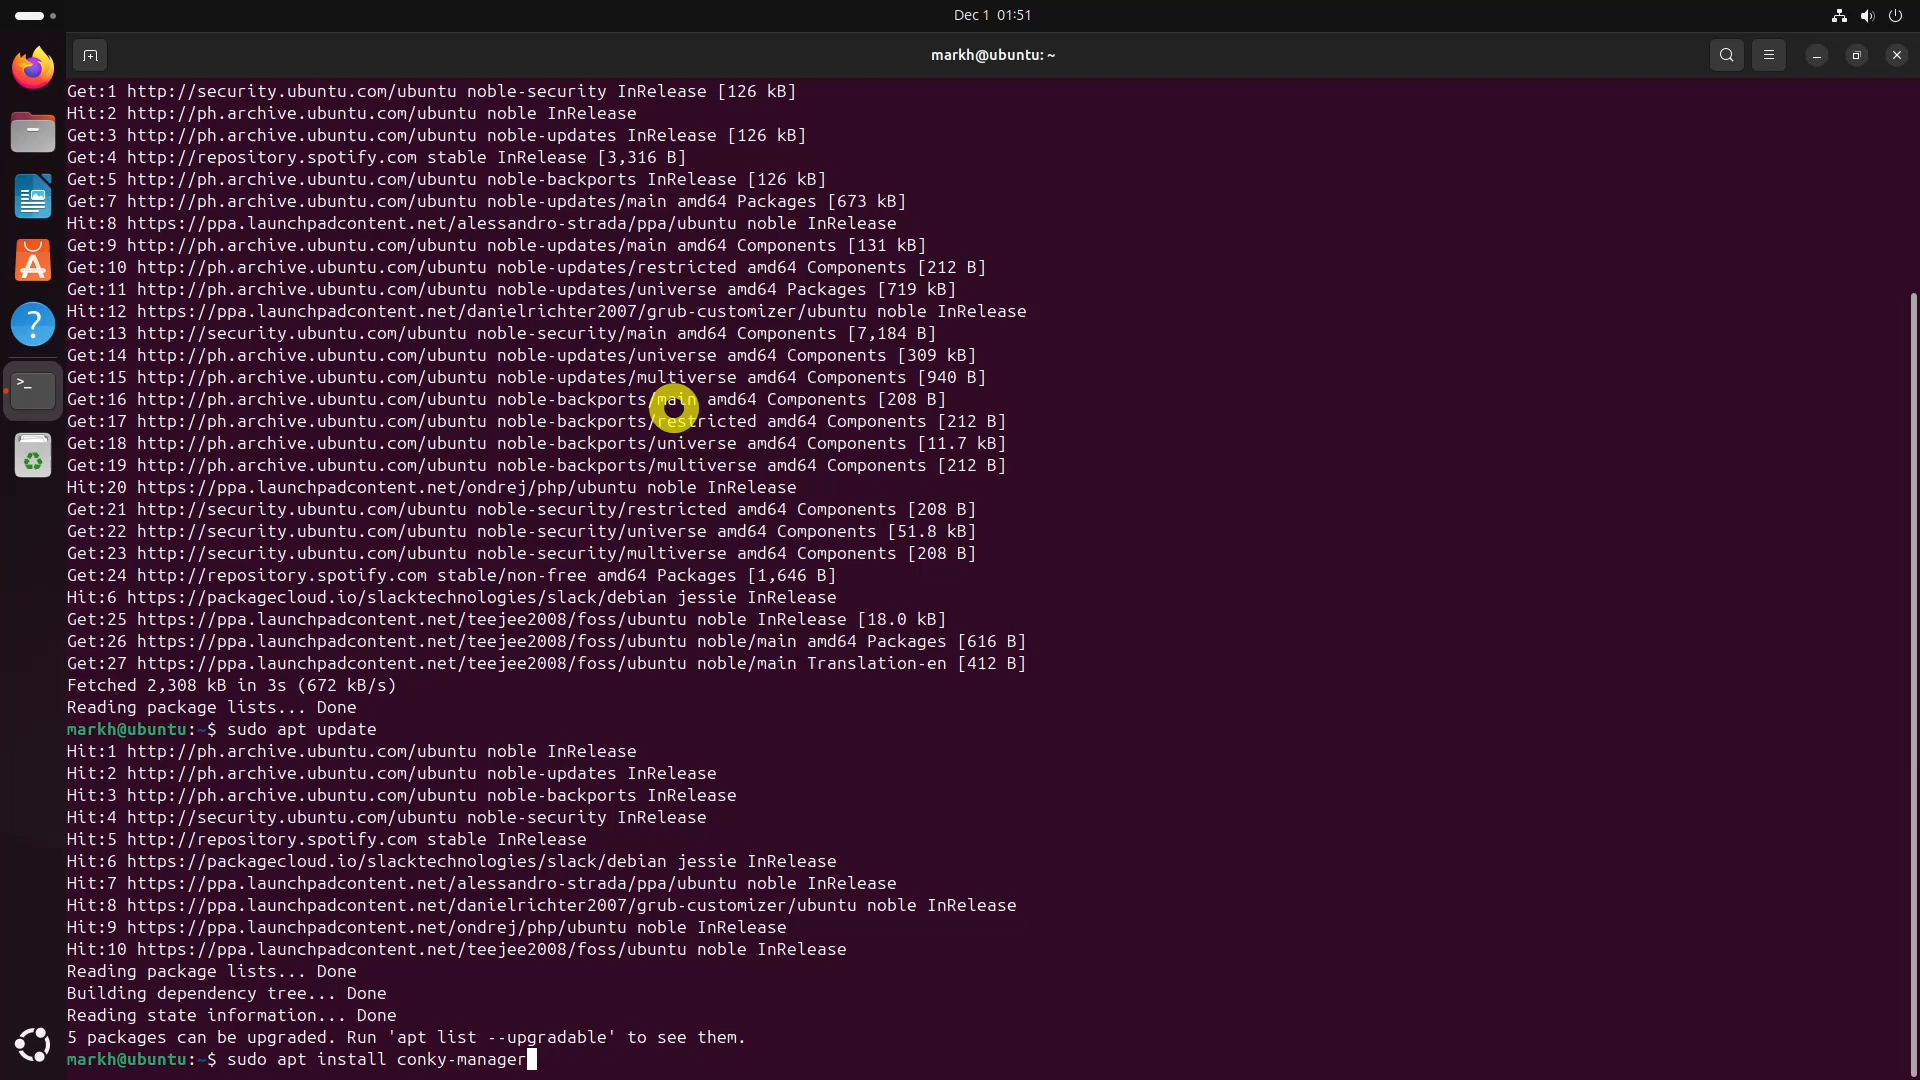 Dec 1 01:51
markh@ubuntu: ~
Get:1 http://security.ubuntu.com/ubuntu noble-security InRelease [126 kB]
Hit:2 http://ph.archive.ubuntu.com/ubuntu noble InRelease
Get:3 http://ph.archive.ubuntu.com/ubuntu noble-updates InRelease [126 kB]
Get:4 http://repository.spotify.com stable InRelease [3,316 B]
Get:5 http://ph.archive.ubuntu.com/ubuntu noble-backports InRelease [126 kB]
Get:7 http://ph.archive.ubuntu.com/ubuntu noble-updates/main amd64 Packages [673 kB]
Hit:8 https://ppa.launchpadcontent.net/alessandro-strada/ppa/ubuntu noble InRelease
Get:9 http://ph.archive.ubuntu.com/ubuntu noble-updates/main amd64 Components [131 kB]
Get:10 http://ph.archive.ubuntu.com/ubuntu noble-updates/restricted amd64 Components [212 B]
Get:11 http://ph.archive.ubuntu.com/ubuntu noble-updates/universe amd64 Packages [719 kB]
Hit:12 https://ppa.launchpadcontent.net/danielrichter2007/grub-customizer/ubuntu noble InRelease
Get:13 http://security.ubuntu.com/ubuntu noble-security/main amd64 Components [7,184 B]
Get:14 http://ph.archive.ubuntu.com/ubuntu noble-updates/universe amd64 Components [309 kB]
Get:15 http://ph.archive.ubuntu.com/ubuntu noble-updates/multiverse amd64 Components [940 B]
Get:16 http://ph.archive.ubuntu.com/ubuntu noble-backports/main amd64 Components [208 B]
Get:17 http://ph.archive.ubuntu.com/ubuntu noble-backports/restricted amd64 Components [212 B]
Get:18 http://ph.archive.ubuntu.com/ubuntu noble-backports/universe amd64 Components [11.7 kB]
Get:19 http://ph.archive.ubuntu.com/ubuntu noble-backports/multiverse amd64 Components [212 B]
Hit:20 https://ppa.launchpadcontent.net/ondrej/php/ubuntu noble InRelease
Get:21 http://security.ubuntu.com/ubuntu noble-security/restricted amd64 Components [208 B]
Get:22 http://security.ubuntu.com/ubuntu noble-security/universe amd64 Components [51.8 kB]
Get:23 http://security.ubuntu.com/ubuntu noble-security/multiverse amd64 Components [208 B]
Get:24 http://repository.spotify.com stable/non-free amd64 Packages [1,646 B]
Hit:6 https://packagecloud.io/slacktechnologies/slack/debian jessie InRelease
Get:25 https://ppa.launchpadcontent.net/teejee2008/foss/ubuntu noble InRelease [18.0 kB]
Get:26 https://ppa.launchpadcontent.net/teejee2008/foss/ubuntu noble/main amd64 Packages [616 B]
Get:27 https://ppa.launchpadcontent.net/teejee2008/foss/ubuntu noble/main Translation-en [412 B]
Fetched 2,308 kB in 3s (672 kB/s)
Reading package lists... Done
markh@ubuntu:~$ sudo apt update
Hit:1 http://ph.archive.ubuntu.com/ubuntu noble InRelease
Hit:2 http://ph.archive.ubuntu.com/ubuntu noble-updates InRelease
Hit:3 http://ph.archive.ubuntu.com/ubuntu noble-backports InRelease
Hit:4 http://security.ubuntu.com/ubuntu noble-security InRelease
Hit:5 http://repository.spotify.com stable InRelease
Hit:6 https://packagecloud.io/slacktechnologies/slack/debian jessie InRelease
Hit:7 https://ppa.launchpadcontent.net/alessandro-strada/ppa/ubuntu noble InRelease
Hit:8 https://ppa.launchpadcontent.net/danielrichter2007/grub-customizer/ubuntu noble InRelease
Hit:9 https://ppa.launchpadcontent.net/ondrej/php/ubuntu noble InRelease
Hit:10 https://ppa.launchpadcontent.net/teejee2008/foss/ubuntu noble InRelease
Reading package lists... Done
Building dependency tree... Done
Reading state information... Done
5 packages can be upgraded. Run 'apt list --upgradable' to see them.
markh@ubuntu:~$ sudo apt install conky-manager